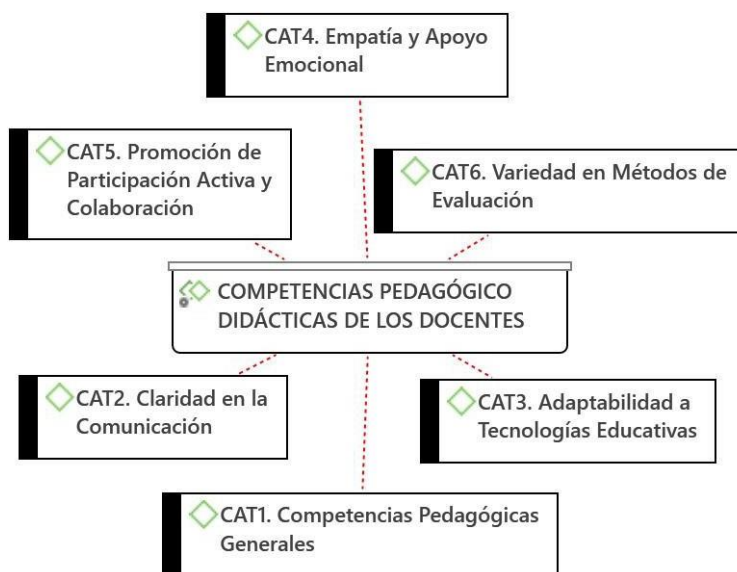 CAT4. Empatía y Apoyo
Emocional
CAT5. Promoción de
Participación Activa y
Colaboración
CAT6. Variedad en Métodos de
Evaluación
COMPETENCIAS PEDAGÓGICO
DIDÁCTICAS DE LOS DOCENTES
CAT2. Claridad en la
Comunicación
CAT3. Adaptabilidad a
Tecnologías Educativas
CAT1. Competencias Pedagógicas
Generales